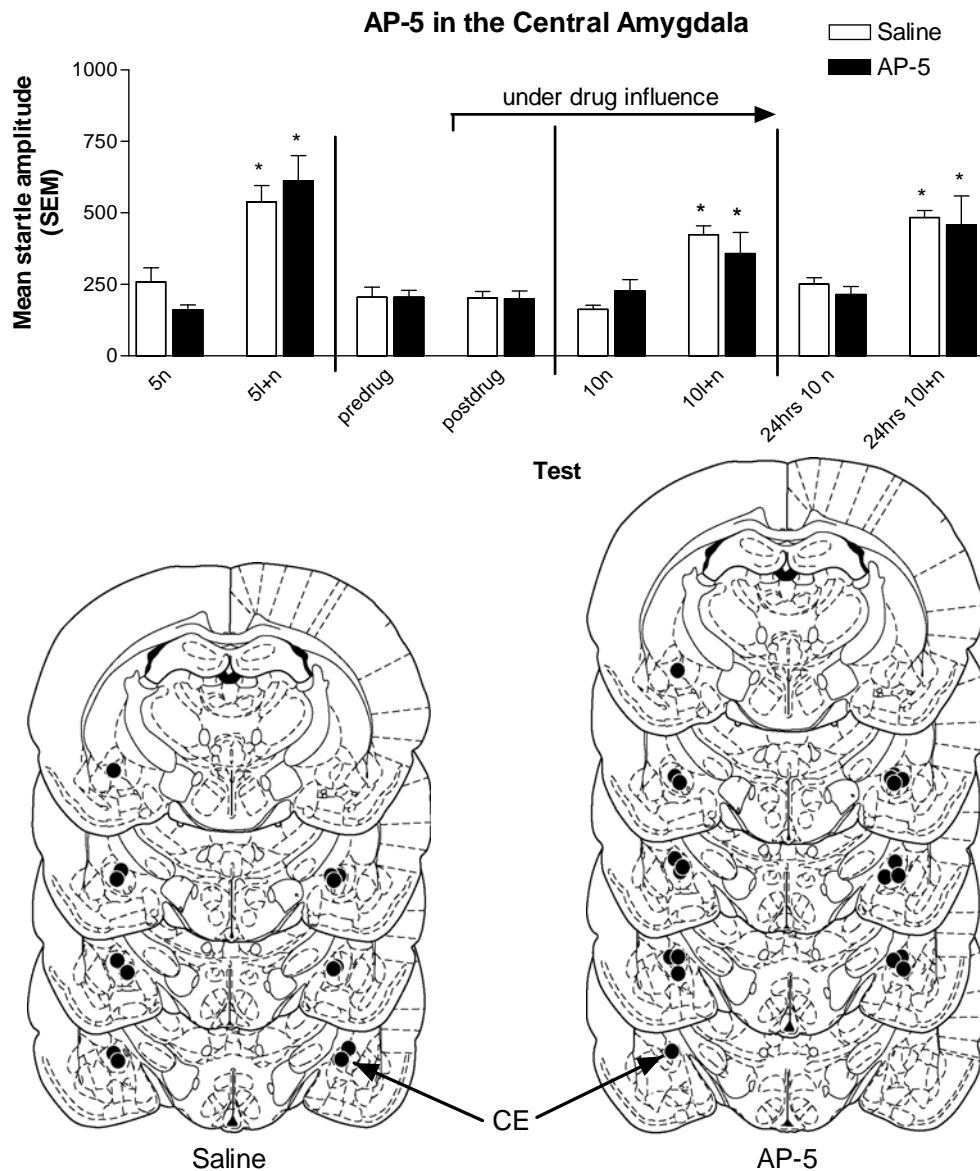 AP-5 in the Central Amygdala
Saline
AP-5
Mean startle amplitude
(SEM)
1000
750
500
250
0
under drug influence
* *
* *
* *
5n
5l+n
predrug
postdrug
10n
10l+n
24hrs 10 n
24hrs 10l+n
Test
CE
Saline
AP-5